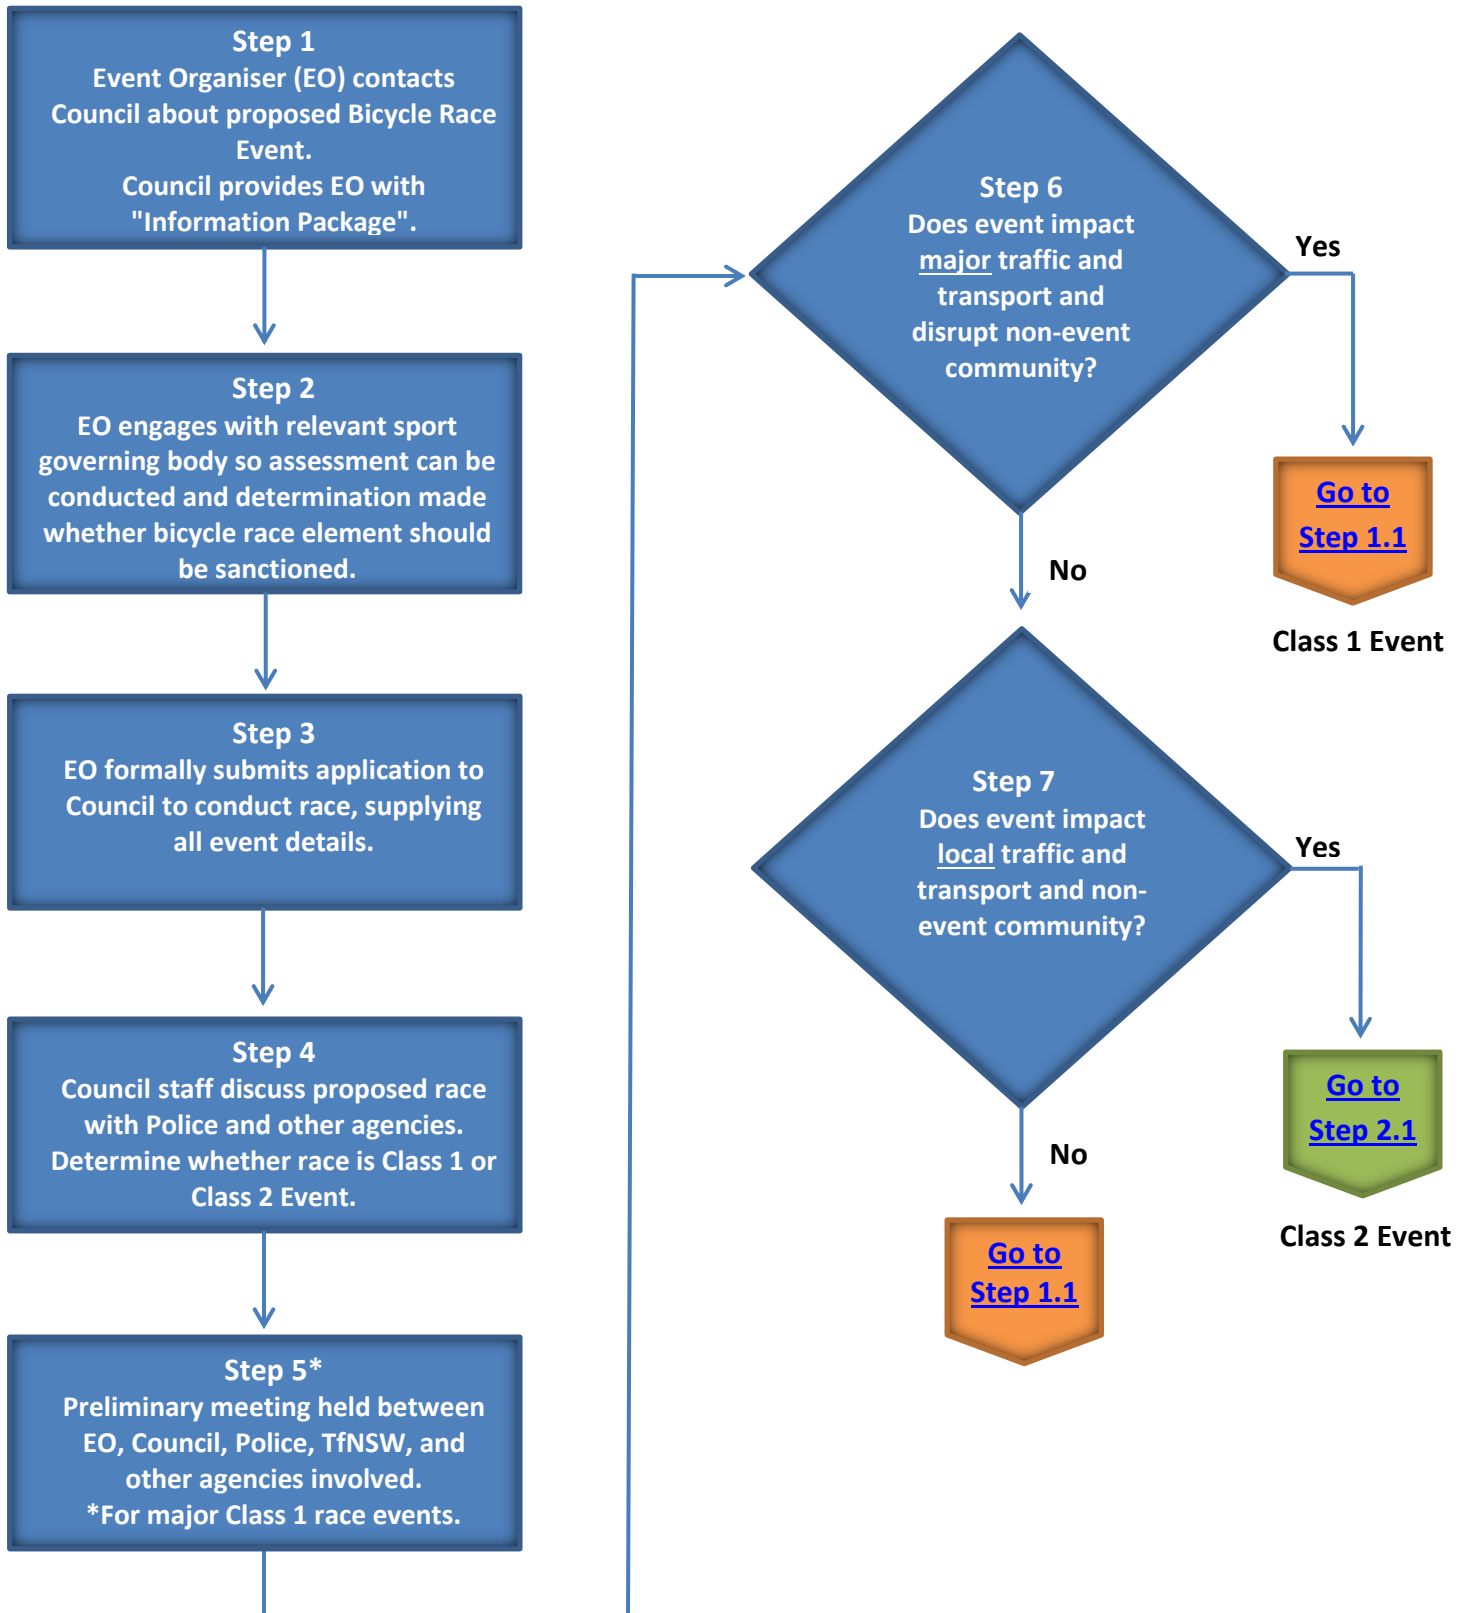 Step 1
Event Organiser (EO) contacts
Council about proposed Bicycle Race
Event.
Council provides EO with
"Information Package".
Step 2
EO engages with relevant sport
governing body so assessment can be
conducted and determination made
whether bicycle race element should
be sanctioned.
Step 3
EO formally submits application to
Council to conduct race, supplying
all event details.
Step 4
Council staff discuss proposed race
with Police and other agencies.
Determine whether race is Class 1 or
Class 2 Event.
Step 5*
Preliminary meeting held between
EO, Council, Police, TfNSW, and
other agencies involved.
*For major Class 1 race events.
Step 6
Does event impact
major traffic and
transport and
disrupt non-event
community?
Yes
Go to
Step 1.1
Class 1 Event
No
Step 7
Does event impact
local traffic and
transport and non-
event community?
Yes
Go to
Step 2.1
Class 2 Event
No
Go to
Step 1.1